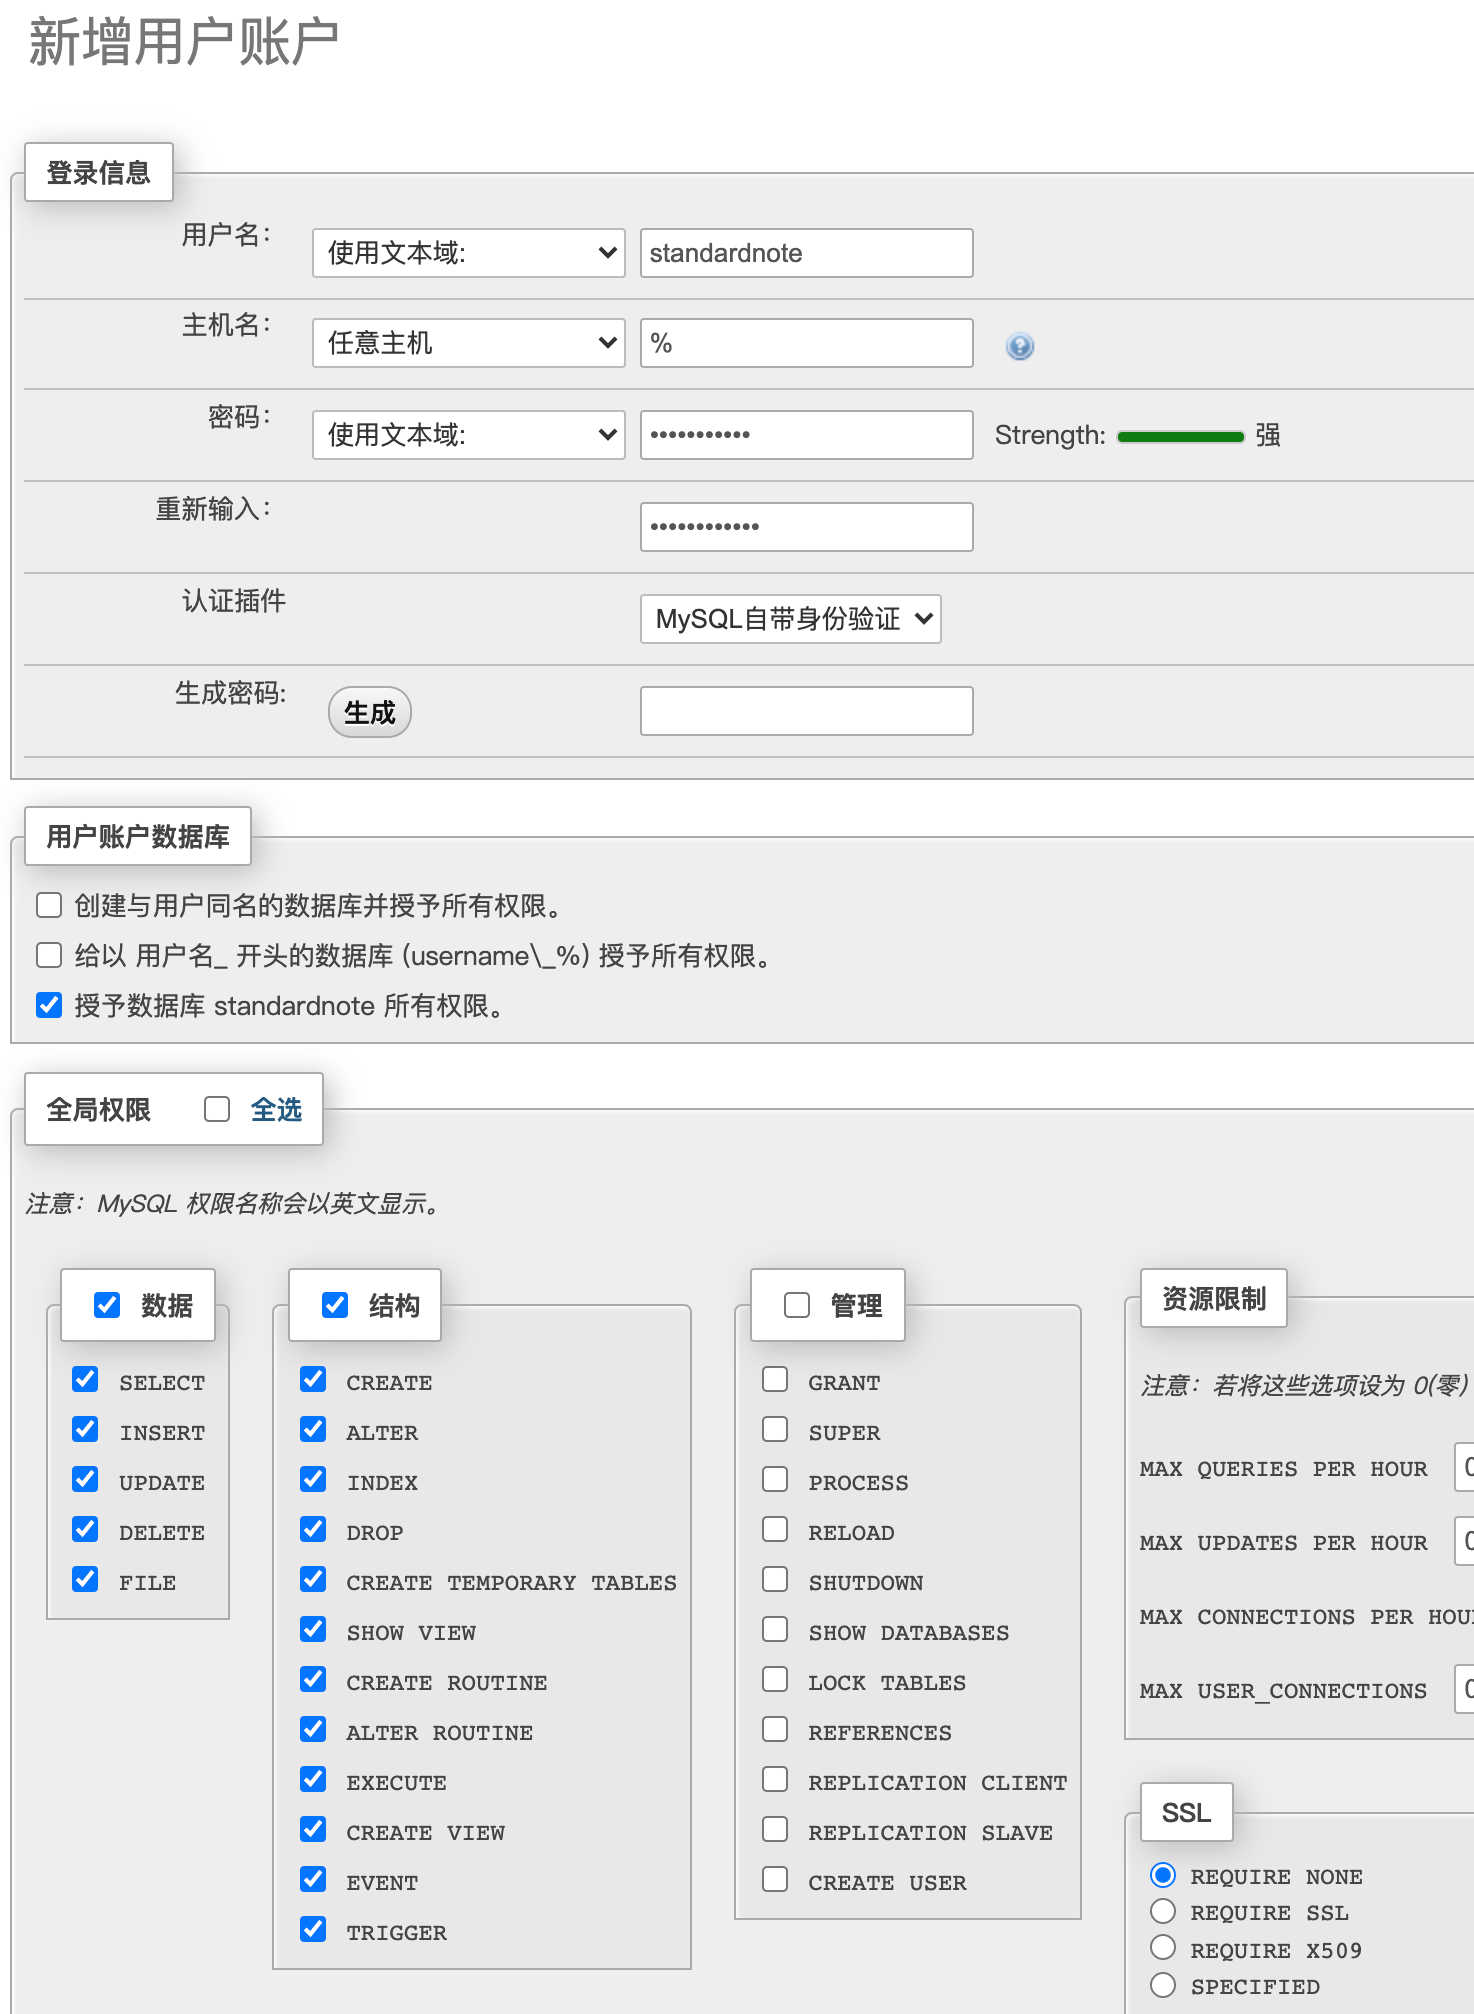 新增用户账户
登录信息
用户名： 使用文本域: standardnote
主机名： 任意主机 %
密码： 使用文本域: ••••••••••• Strength: 强
重新输入： ••••••••••••
认证插件 MySQL自带身份验证
生成密码: 生成
用户账户数据库
创建与用户同名的数据库并授予所有权限。
给以 用户名_ 开头的数据库 (username\_%) 授予所有权限。
授予数据库 standardnote 所有权限。
全局权限 全选
注意：MySQL 权限名称会以英文显示。
数据
SELECT
INSERT
UPDATE
DELETE
FILE
结构
CREATE
ALTER
INDEX
DROP
CREATE TEMPORARY TABLES
SHOW VIEW
CREATE ROUTINE
ALTER ROUTINE
EXECUTE
CREATE VIEW
EVENT
TRIGGER
管理
GRANT
SUPER
PROCESS
RELOAD
SHUTDOWN
SHOW DATABASES
LOCK TABLES
REFERENCES
REPLICATION CLIENT
REPLICATION SLAVE
CREATE USER
资源限制
注意：若将这些选项设为 0(零)
MAX QUERIES PER HOUR 0
MAX UPDATES PER HOUR 0
MAX CONNECTIONS PER
MAX USER_CONNECTIONS 0
SSL
REQUIRE NONE
REQUIRE SSL
REQUIRE X509
SPECIFIED